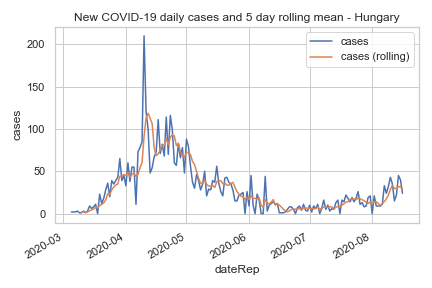 New COVID-19 daily cases and 5 day rolling mean - Hungary
cases
cases (rolling)
200
150
100
50
0
cases
2020-03
2020-04
2020-05
2020-06
2020-07
2020-08
dateRep